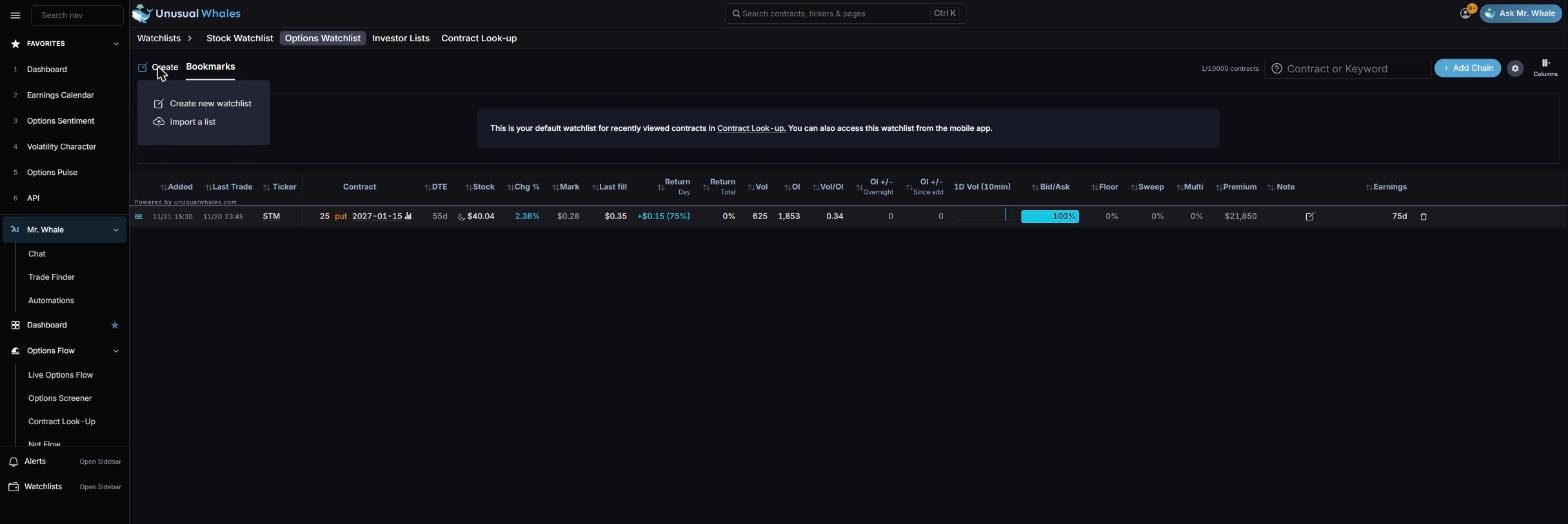 Search nav
Unusual Whales
Search contracts, tickers & pages
Ctrl K
9+
Ask Mr. Whale
FAVORITES
1 Dashboard
2 Earnings Calendar
3 Options Sentiment
4 Volatility Character
5 Options Pulse
6 API
AI Mr. Whale
Chat
Trade Finder
Automations
Dashboard
Options Flow
Live Options Flow
Options Screener
Contract Look-Up
Net Flow
Alerts Open Sidebar
Watchlists Open Sidebar
Watchlists > Stock Watchlist Options Watchlist Investor Lists Contract Look-up
Create Bookmarks
1/10000 contracts
Contract or Keyword
+ Add Chain
Columns
Create new watchlist
Import a list
This is your default watchlist for recently viewed contracts in Contract Look-up. You can also access this watchlist from the mobile app.
Added Last Trade Ticker Contract DTE Stock Chg % Mark Last fill Return Day Return Total Vol OI Vol/OI OI +/- Overnight OI +/- Since add 1D Vol (10min) Bid/Ask Floor Sweep Multi Premium Note Earnings
Powered by unusualwhales.com
11/21 15:30 11/20 23:45 STM 25 put 2027-01-15 55d $40.04 2.38% $0.28 $0.35 +$0.15 (75%) 0% 625 1,853 0.34 0 0 100% 0% 0% 0% $21,850 75d